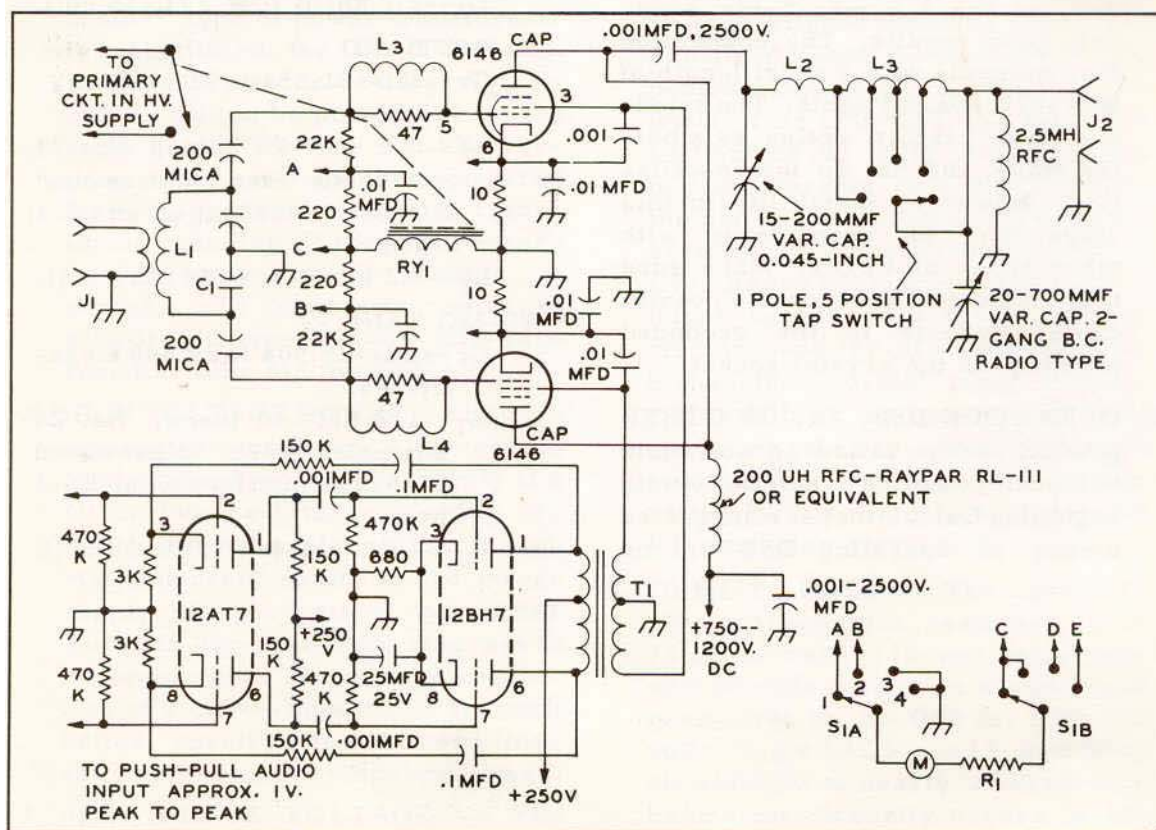 TO
PRIMARY
CKT. IN HV.
SUPPLY
200
MICA
L1
J1
C1
200
MICA
L3
22K
47
5
A
.01
MFD
220
C
RY1
220
B
22K
47
L4
6146
CAP
3
6
.001
.01 MFD
10
10
.01
MFD
.01
MFD
CAP
6146
.001MFD, 2500V.
L2
L3
J2
2.5MH
RFC
15-200MMF
VAR. CAP.
0.045-INCH
1 POLE, 5 POSITION
TAP SWITCH
20-700MMF
VAR. CAP. 2-
GANG B.C.
RADIO TYPE
200 UH RFC-RAYFAR RL-111
OR EQUIVALENT
.001-2500V.
MFD
+750--
1200V.
DC
150K
.001MFD
.1MFD
470
K
3K
3
2
1
12AT7
3K
470
K
8
7
6
150
K
+250
V
150
K
470K
680
3
2
1
12BH7
470
K
25MFD
25V
8
7
6
150K
.001MFD
.1MFD
+250V
T1
TO PUSH-PULL AUDIO
INPUT APPROX. 1V.
PEAK TO PEAK
A
B
C
D
E
1
2
3
4
S1A
S1B
M
R1